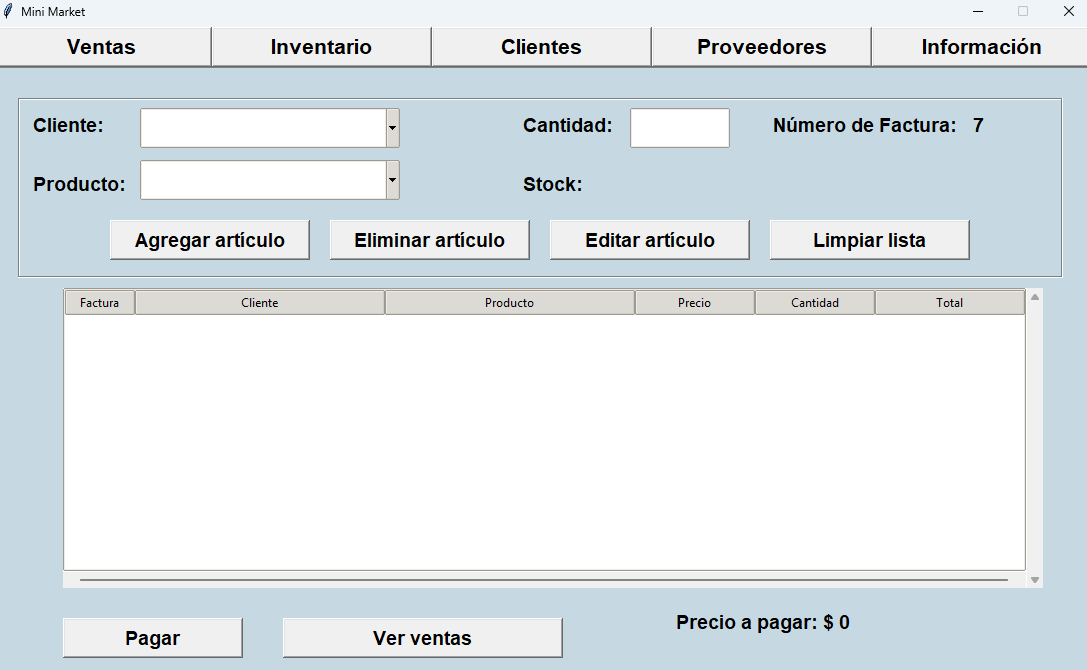 Mini Market
Ventas Inventario Clientes Proveedores Información
Cliente: Cantidad: Número de Factura: 7
Producto: Stock:
Agregar artículo Eliminar artículo Editar artículo Limpiar lista
Factura Cliente Producto Precio Cantidad Total
Precio a pagar: $ 0
Pagar Ver ventas